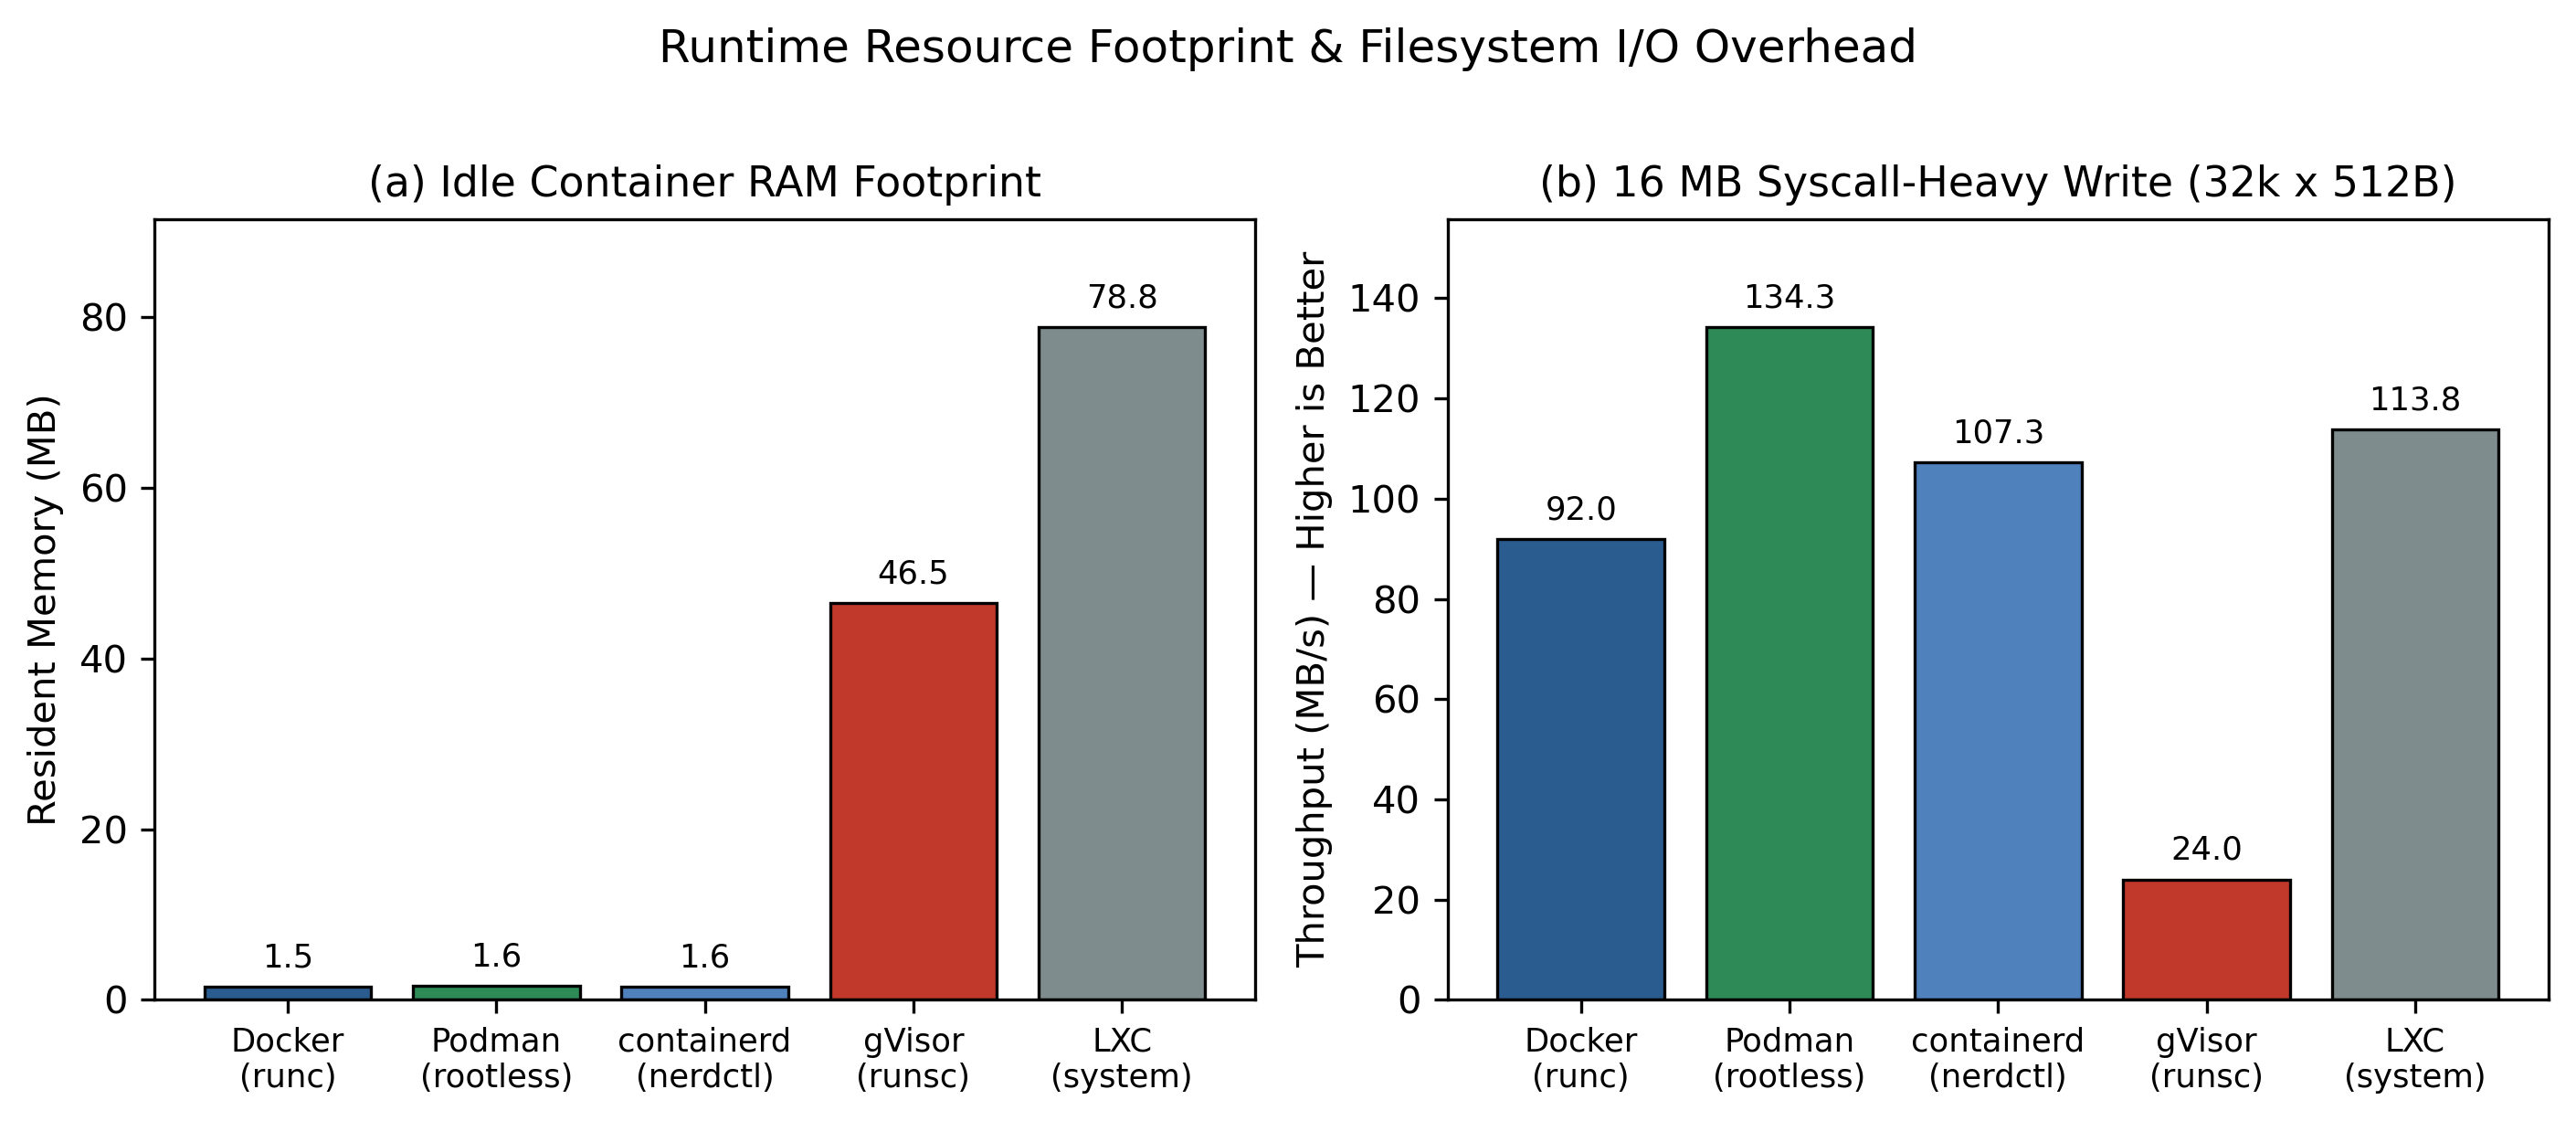 Runtime Resource Footprint & Filesystem I/O Overhead
(a) Idle Container RAM Footprint
Resident Memory (MB)
80
60
40
20
0
1.5
1.6
1.6
46.5
78.8
Docker
(runc)
Podman
(rootless)
containerd
(nerdctl)
gVisor
(runsc)
LXC
(system)
(b) 16 MB Syscall-Heavy Write (32k x 512B)
Throughput (MB/s) — Higher is Better
140
120
100
80
60
40
20
0
92.0
134.3
107.3
24.0
113.8
Docker
(runc)
Podman
(rootless)
containerd
(nerdctl)
gVisor
(runsc)
LXC
(system)